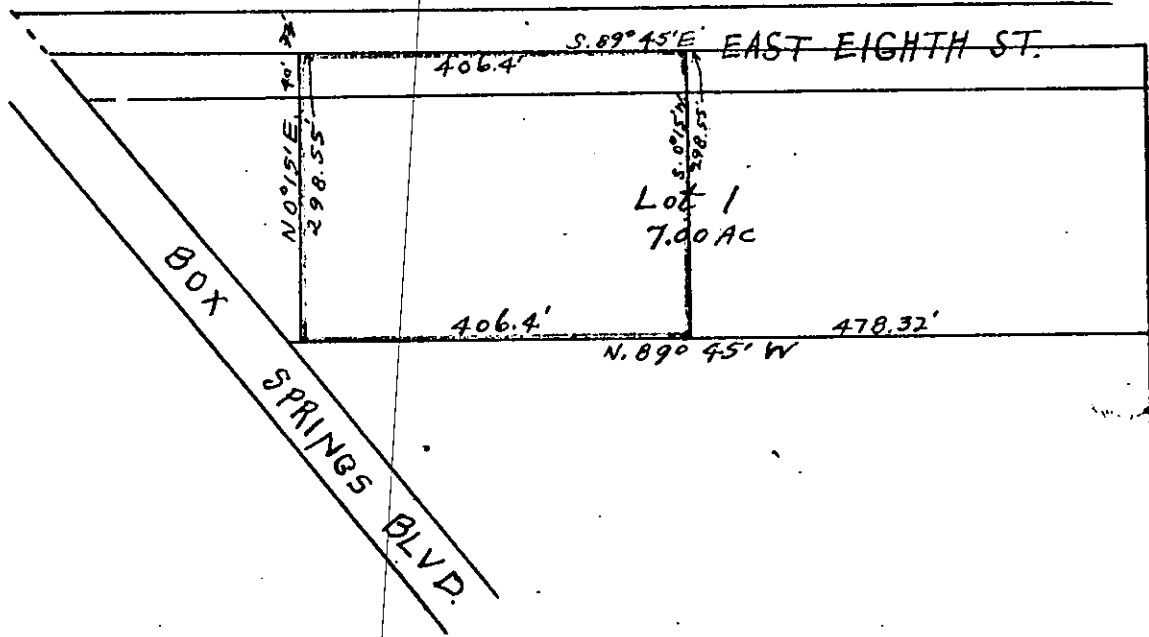 S. 89° 45' E
EAST EIGHTH ST.
406.4'
40'
N 0° 15' E
298.55'
S. 0° 15' W
298.55'
Lot 1
7.00 Ac
406.4'
478.32'
N. 89° 45' W
BOX SPRINGS BLVD.